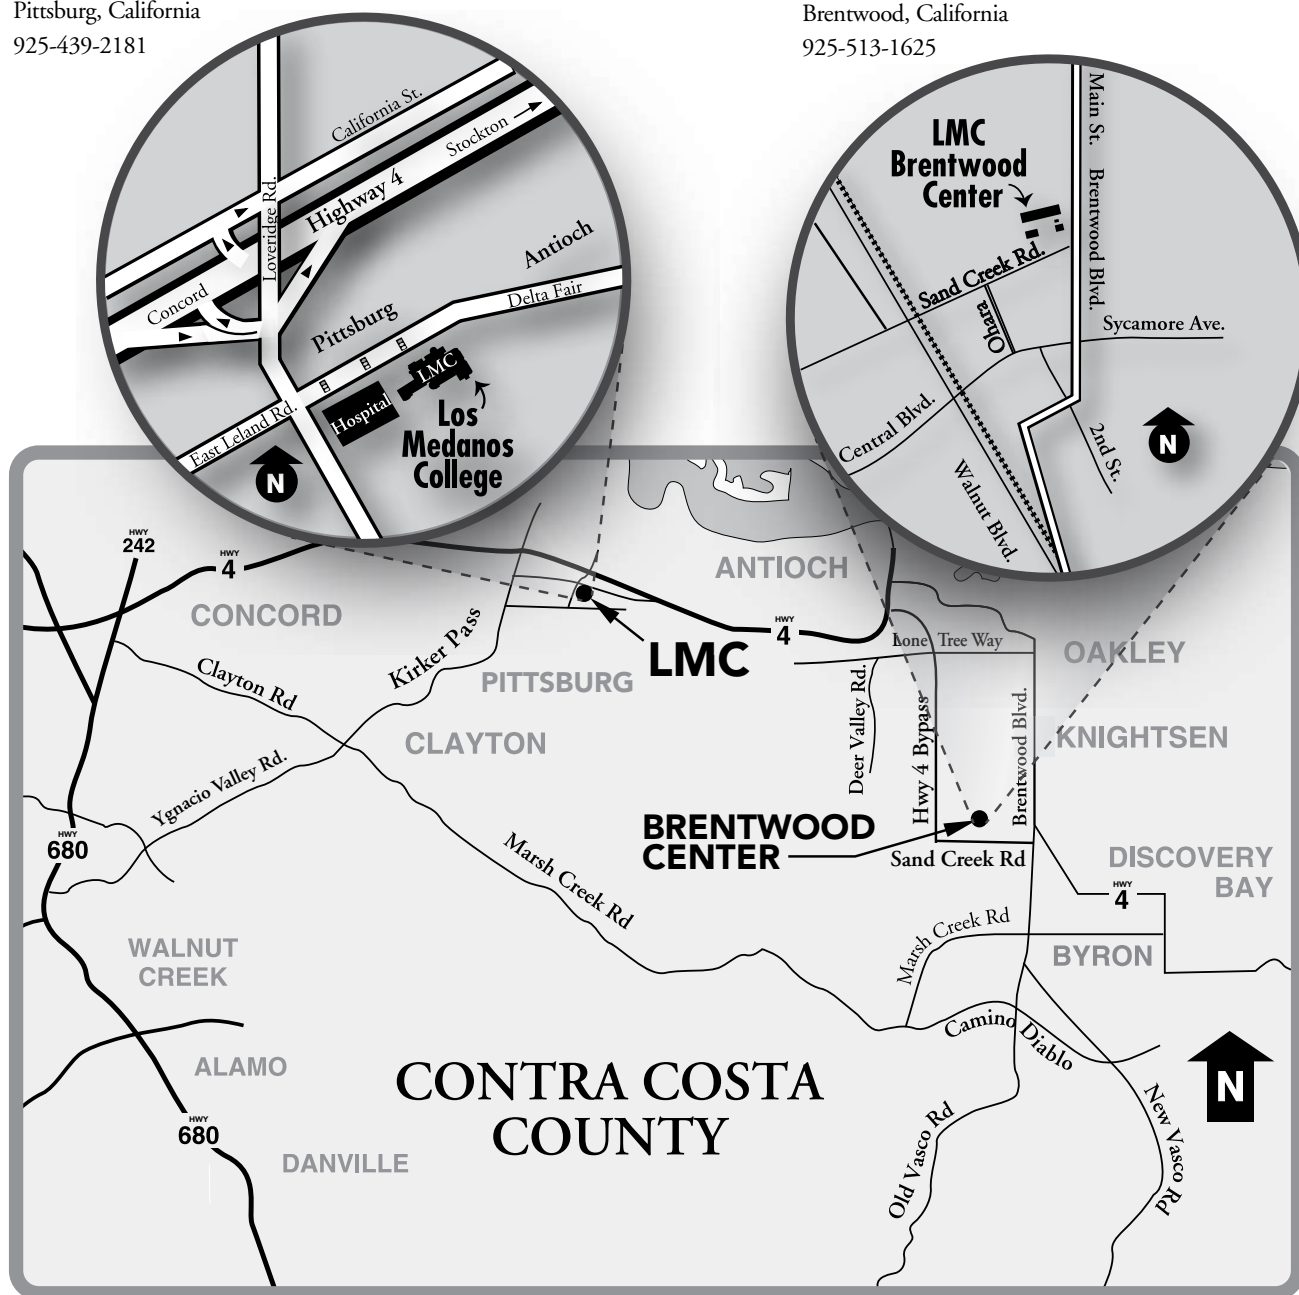 Pittsburg, California
925-439-2181
Brentwood, California
925-513-1625
California St.
Stockton
Highway 4
Loveridge Rd.
Concord
Antioch
Delta Fair
Pittsburg
LMC
Hospital
East Leland Rd.
Los
Medanos
College
N
Main St.
Brentwood Blvd.
LMC
Brentwood
Center
Sand Creek Rd.
Ohara
Sycamore Ave.
Central Blvd.
2nd St.
Walnut Blvd.
N
HWY
242
HWY
4
CONCORD
ANTIOCH
HWY
4
Kirker Pass
LMC
PITTSBURG
Clayton Rd
CLAYTON
Lone Tree Way
OAKLEY
Deer Valley Rd.
Hwy 4 Bypass
Brentwood Blvd.
KNIGHTSEN
Ygnacio Valley Rd.
HWY
680
BRENTWOOD
CENTER
Sand Creek Rd
Marsh Creek Rd
DISCOVERY
BAY
HWY
4
Marsh Creek Rd
BYRON
WALNUT
CREEK
Camino Diablo
ALAMO
CONTRA COSTA
COUNTY
N
HWY
680
DANVILLE
Old Vasco Rd
New Vasco Rd